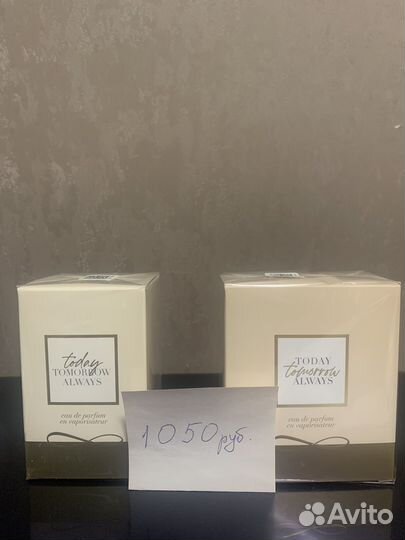 today
TOMORROW
ALWAYS
eau de parfum
en vaporisateur
TODAY
tomorrow
ALWAYS
eau de parfum
en vaporisateur
1050 руб.
Avito